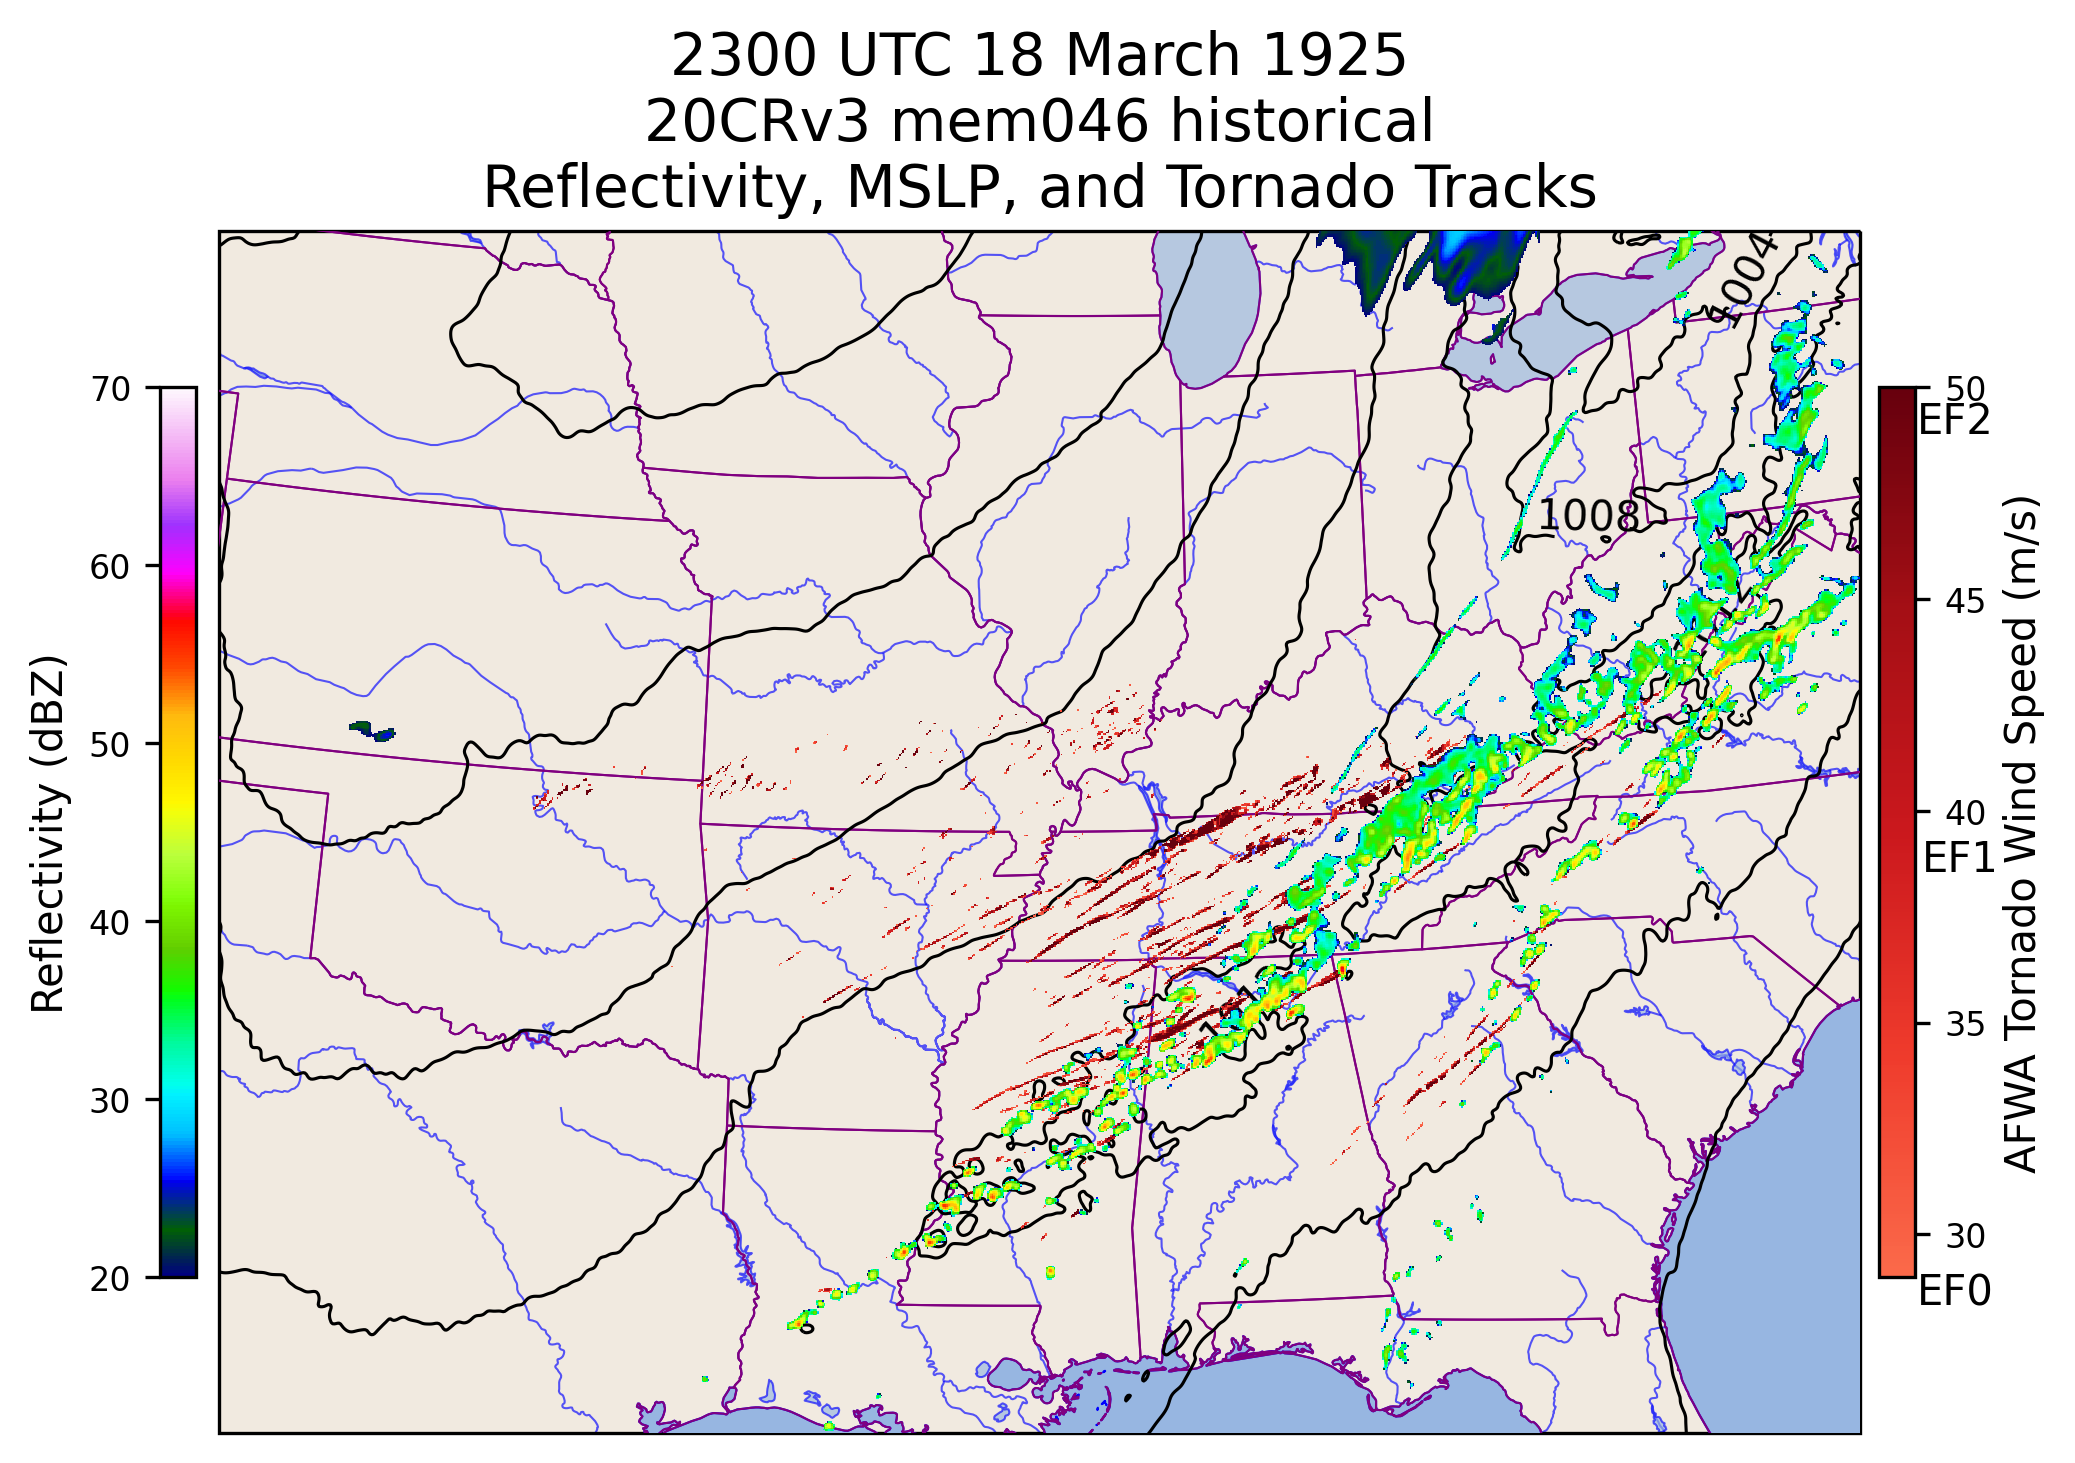 2300 UTC 18 March 1925
20CRv3 mem046 historical
Reflectivity, MSLP, and Tornado Tracks
1004
1008
70
60
50
40
30
20
Reflectivity (dBZ)
50
EF2
45
40
EF1
35
30
EF0
AFWA Tornado Wind Speed (m/s)